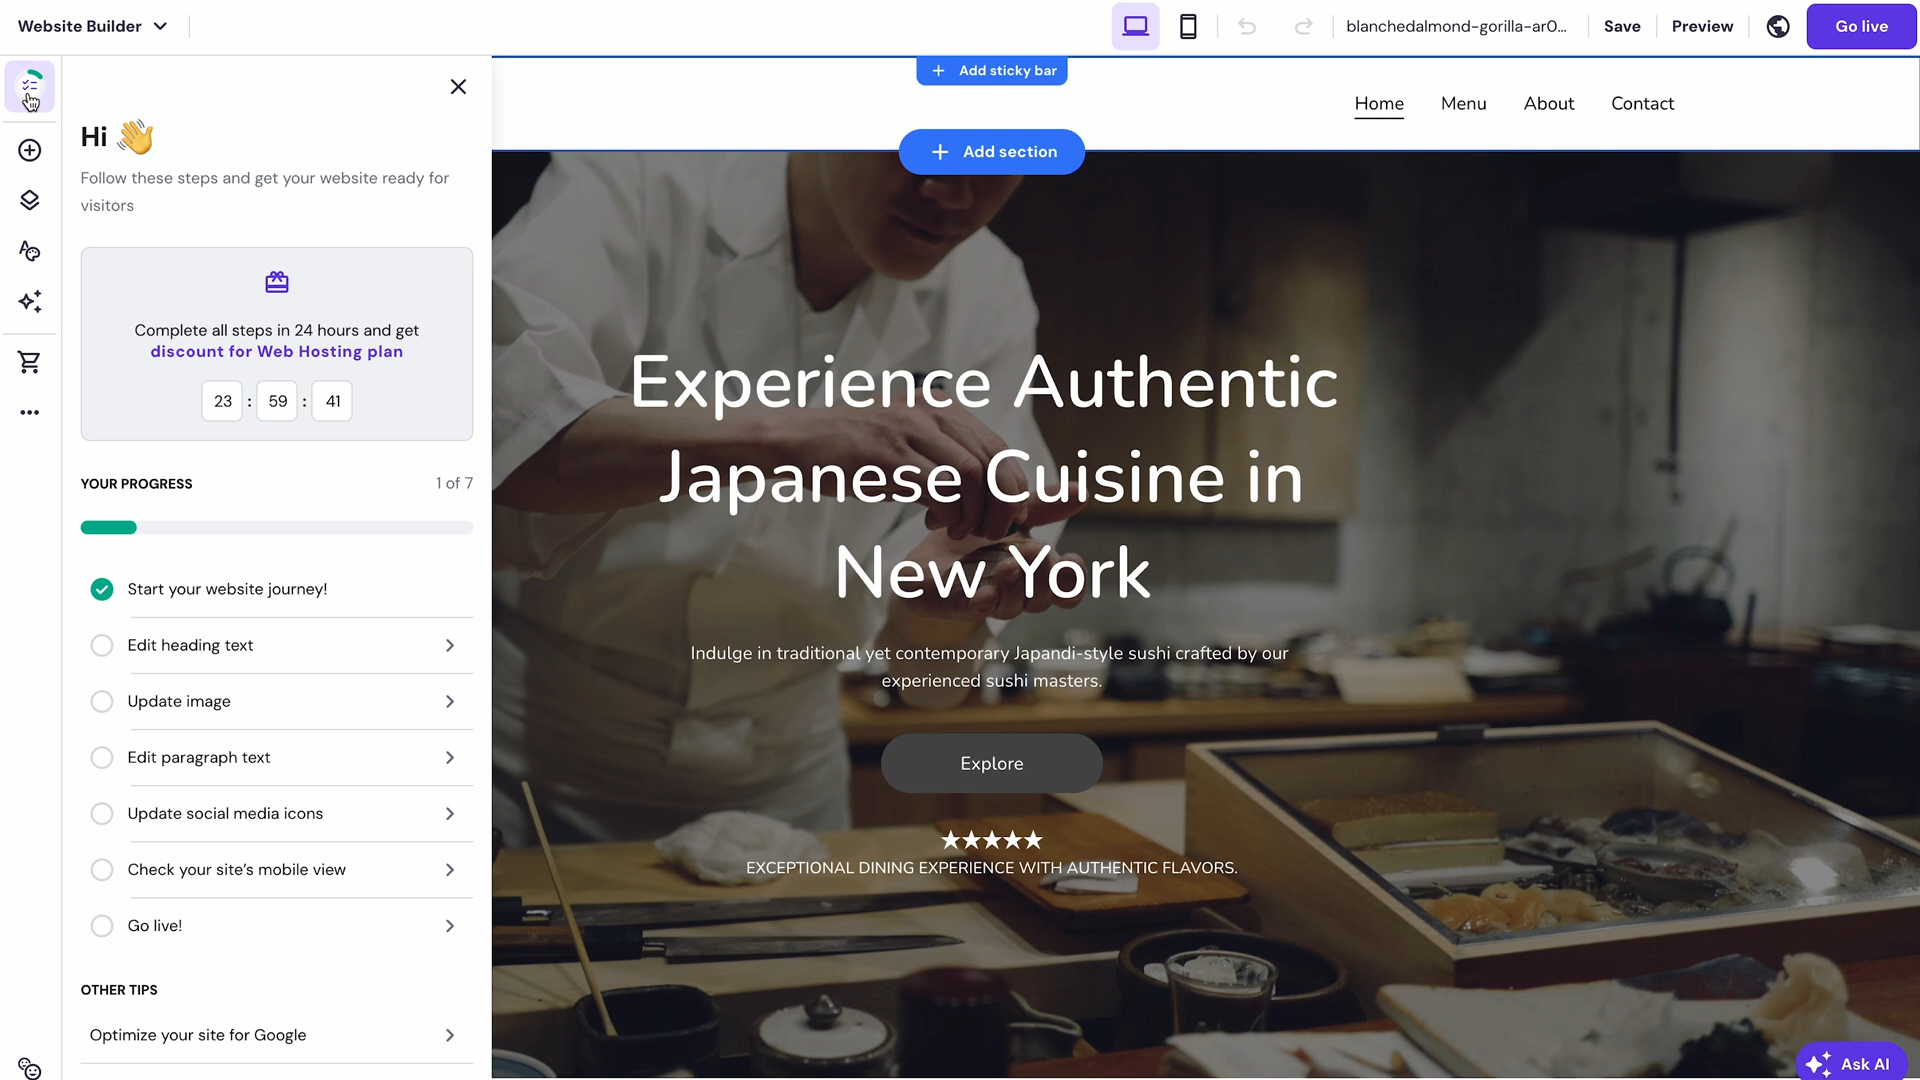 Website Builder
blanchedalmond-gorilla-ar0...
Save
Preview
Go live
Add sticky bar
Home
Menu
About
Contact
Add section
Hi
Follow these steps and get your website ready for
visitors
Complete all steps in 24 hours and get
discount for Web Hosting plan
23 : 59 : 41
YOUR PROGRESS
1 of 7
Start your website journey!
Edit heading text
Update image
Edit paragraph text
Update social media icons
Check your site's mobile view
Go live!
OTHER TIPS
Optimize your site for Google
Experience Authentic
Japanese Cuisine in
New York
Indulge in traditional yet contemporary Japandi-style sushi crafted by our
experienced sushi masters.
Explore
★★★★★
EXCEPTIONAL DINING EXPERIENCE WITH AUTHENTIC FLAVORS.
Ask AI